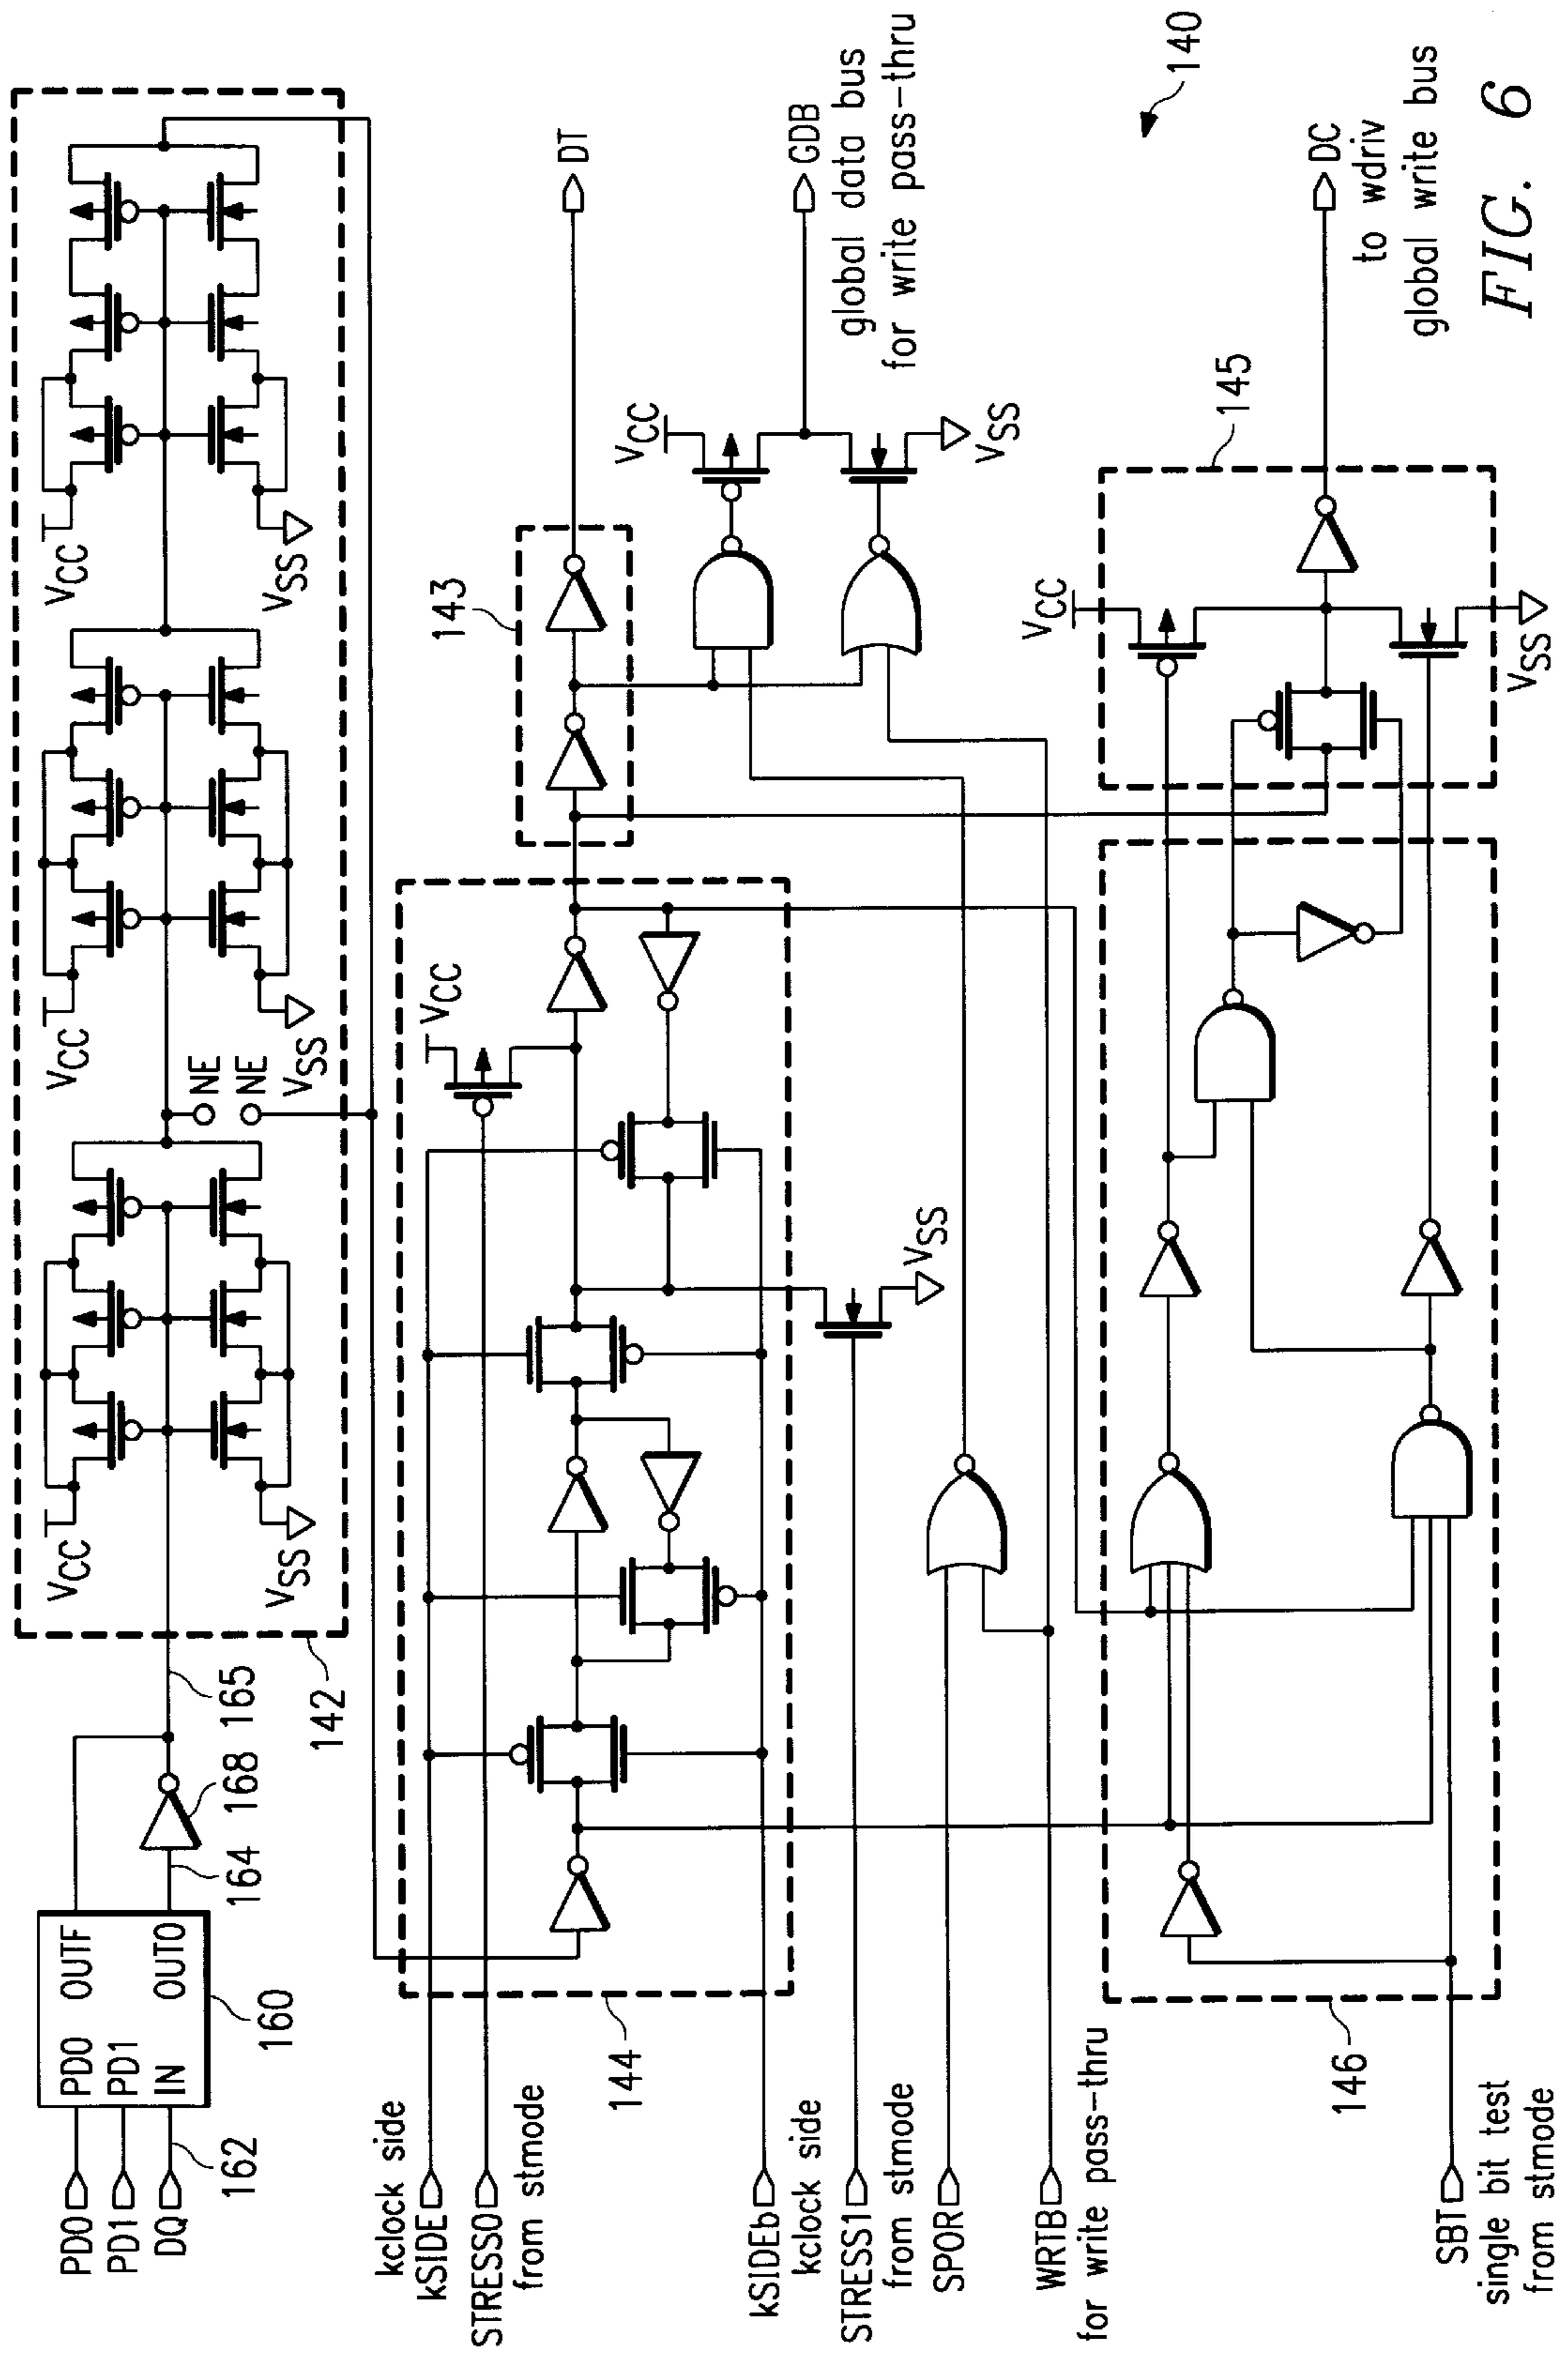 PD0
PD1
DQ
162
PD0
PD1
IN
OUTF
OUT0
160
164
168
165
142
VCC
VSS
VCC
VSS
NE
NE
VCC
VSS
kclock side
kSIDE
STRESS0
from stmode
144
kSIDEb
kclock side
STRESS1
from stmode
SPOR
WRTB
for write pass-thru
VCC
VSS
143
DT
VCC
VSS
GDB
global data bus
for write pass-thru
140
146
SBT
single bit test
from stmode
VCC
VSS
145
DC
to wdriv
global write bus
FIG. 6